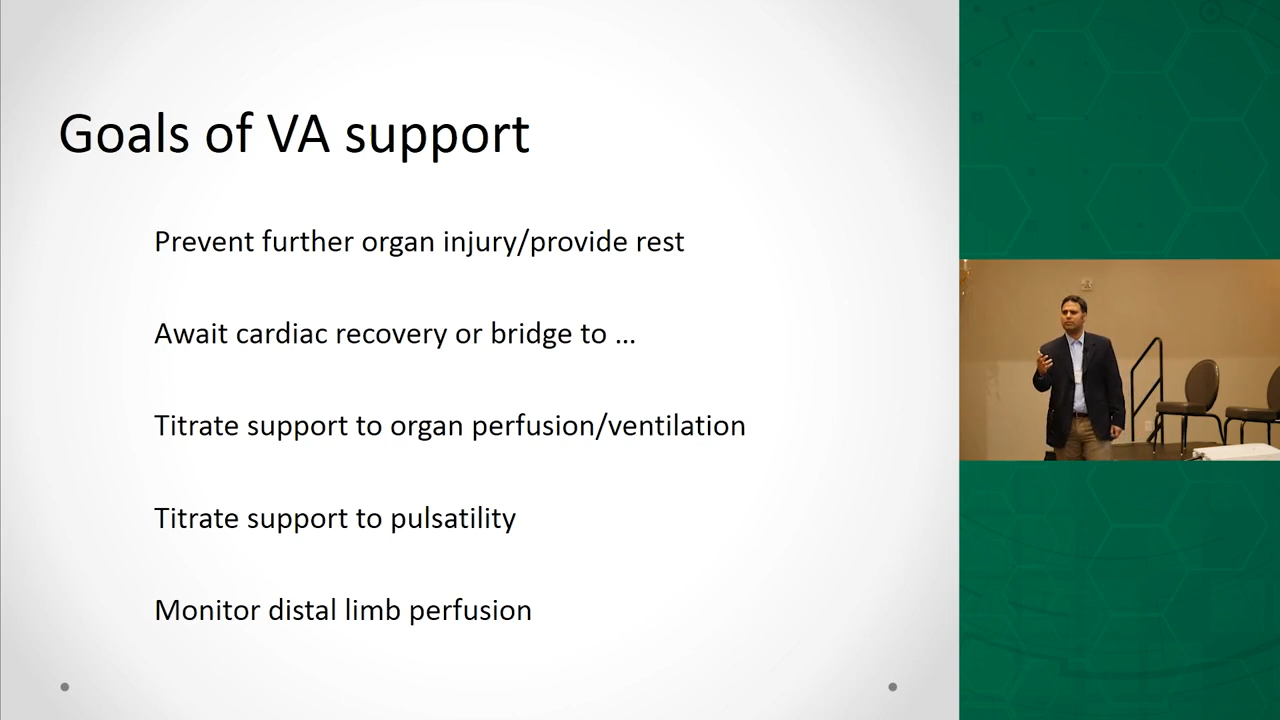 Goals of VA support
Prevent further organ injury/provide rest
Await cardiac recovery or bridge to …
Titrate support to organ perfusion/ventilation
Titrate support to pulsatility
Monitor distal limb perfusion